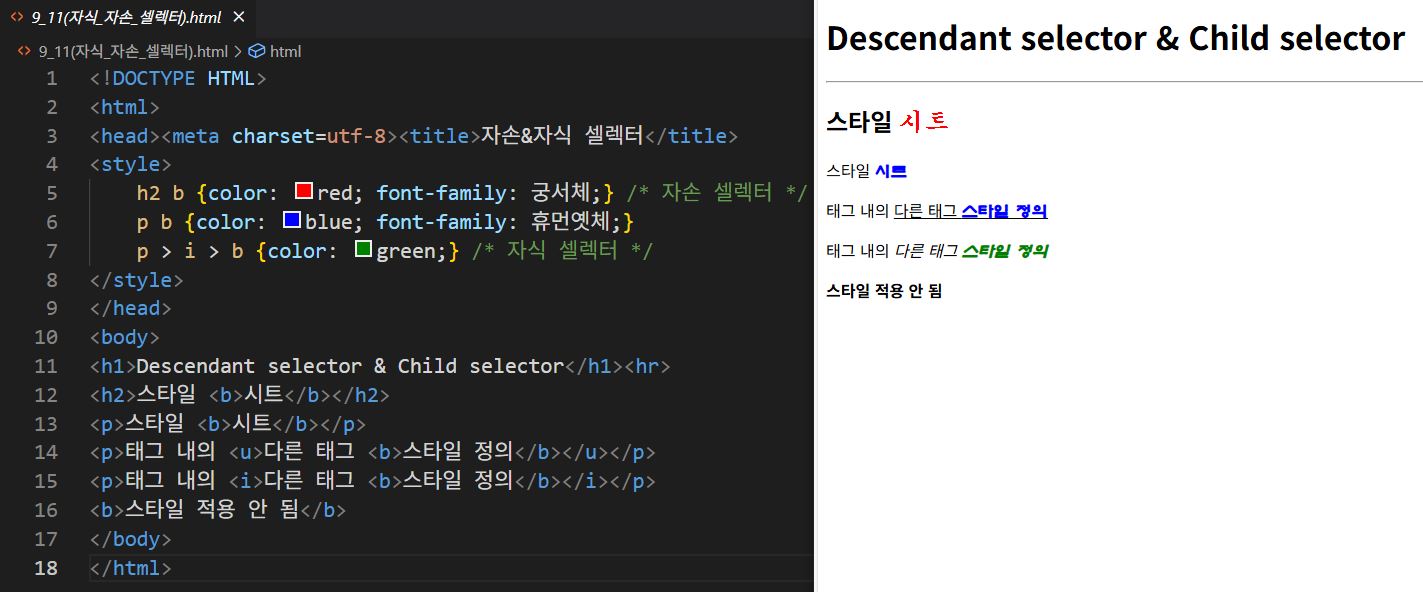 9_11(자식_자손_셀렉터).html ×
9_11(자식_자손_셀렉터).html > html
1 <!DOCTYPE HTML>
2 <html>
3 <head><meta charset=utf-8><title>자손&자식 셀렉터</title>
4 <style>
5 h2 b {color: red; font-family: 궁서체;} /* 자손 셀렉터 */
6 p b {color: blue; font-family: 휴먼옛체;}
7 p > i > b {color: green;} /* 자식 셀렉터 */
8 </style>
9 </head>
10 <body>
11 <h1>Descendant selector & Child selector</h1><hr>
12 <h2>스타일 <b>시트</b></h2>
13 <p>스타일 <b>시트</b></p>
14 <p>태그 내의 <u>다른 태그 <b>스타일 정의</b></u></p>
15 <p>태그 내의 <i>다른 태그 <b>스타일 정의</b></i></p>
16 <b>스타일 적용 안 됨</b>
17 </body>
18 </html>
Descendant selector & Child selector
스타일 시트
스타일 시트
태그 내의 다른 태그 스타일 정의
태그 내의 다른 태그 스타일 정의
스타일 적용 안 됨